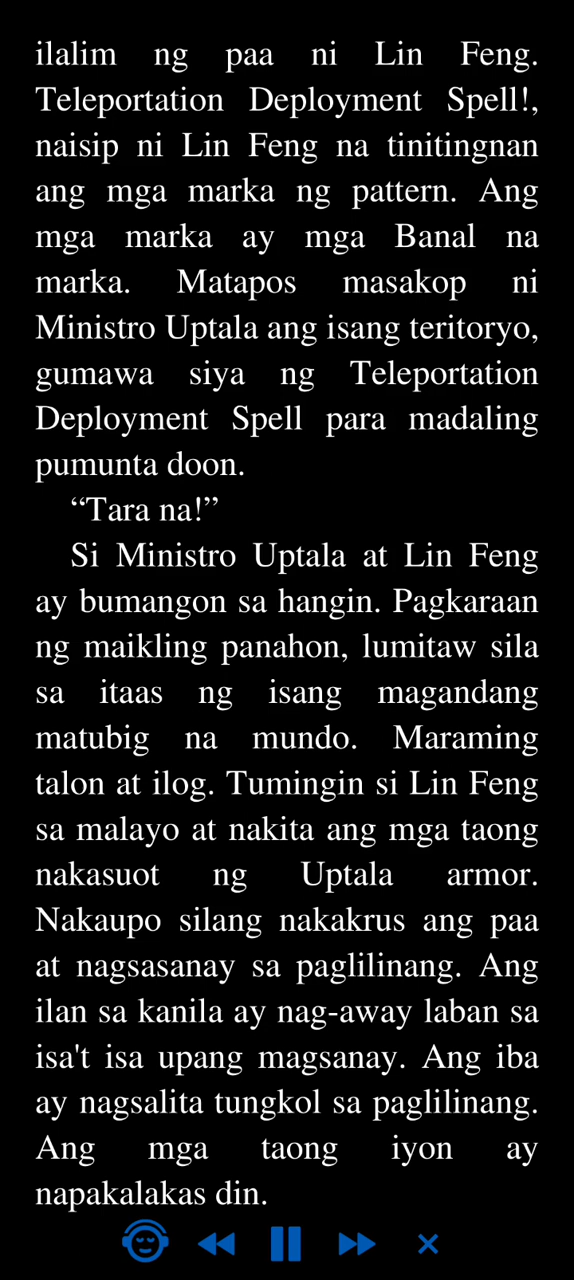 ilalim ng paa ni Lin Feng.
Teleportation Deployment Spell!,
naisip ni Lin Feng na tinitingnan
ang mga marka ng pattern. Ang
mga marka ay mga Banal na
marka. Matapos masakop ni
Ministro Uptala ang isang teritoryo,
gumawa siya ng Teleportation
Deployment Spell para madaling
pumunta doon.
“Tara na!”
Si Ministro Uptala at Lin Feng
ay bumangon sa hangin. Pagkaraan
ng maikling panahon, lumitaw sila
sa itaas ng isang magandang
matubig na mundo. Maraming
talon at ilog. Tumingin si Lin Feng
sa malayo at nakita ang mga taong
nakasuot ng Uptala armor.
Nakaupo silang nakakrus ang paa
at nagsasanay sa paglilinang. Ang
ilan sa kanila ay nag-away laban sa
isa't isa upang magsanay. Ang iba
ay nagsalita tungkol sa paglilinang.
Ang mga taong iyon ay
napakalakas din.